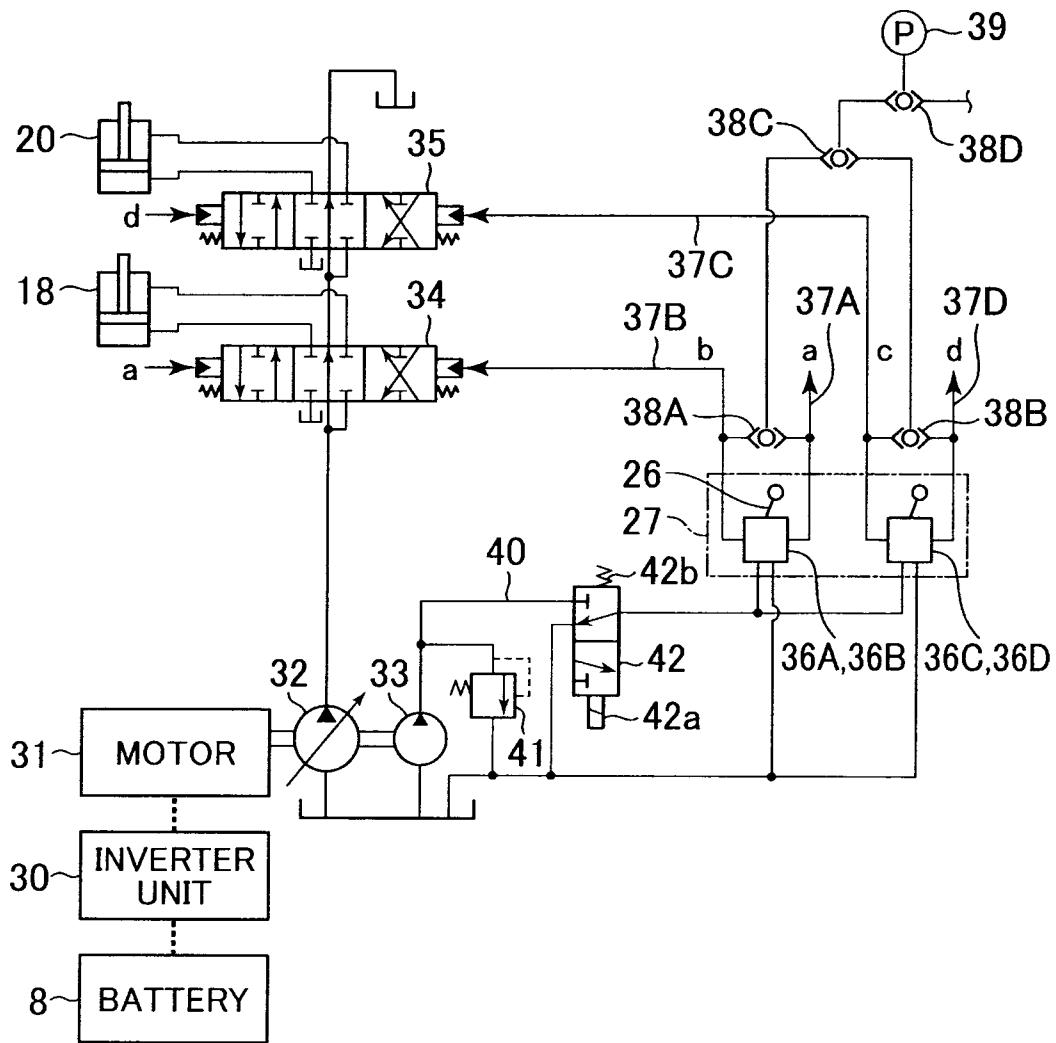 P
39
38C
38D
20
35
d
37C
18
34
37B
37A
37D
a
b
a
c
d
38A
38B
26
27
40
42b
36A,36B
36C,36D
32
33
42
41
42a
31
MOTOR
30
INVERTER
UNIT
8
BATTERY